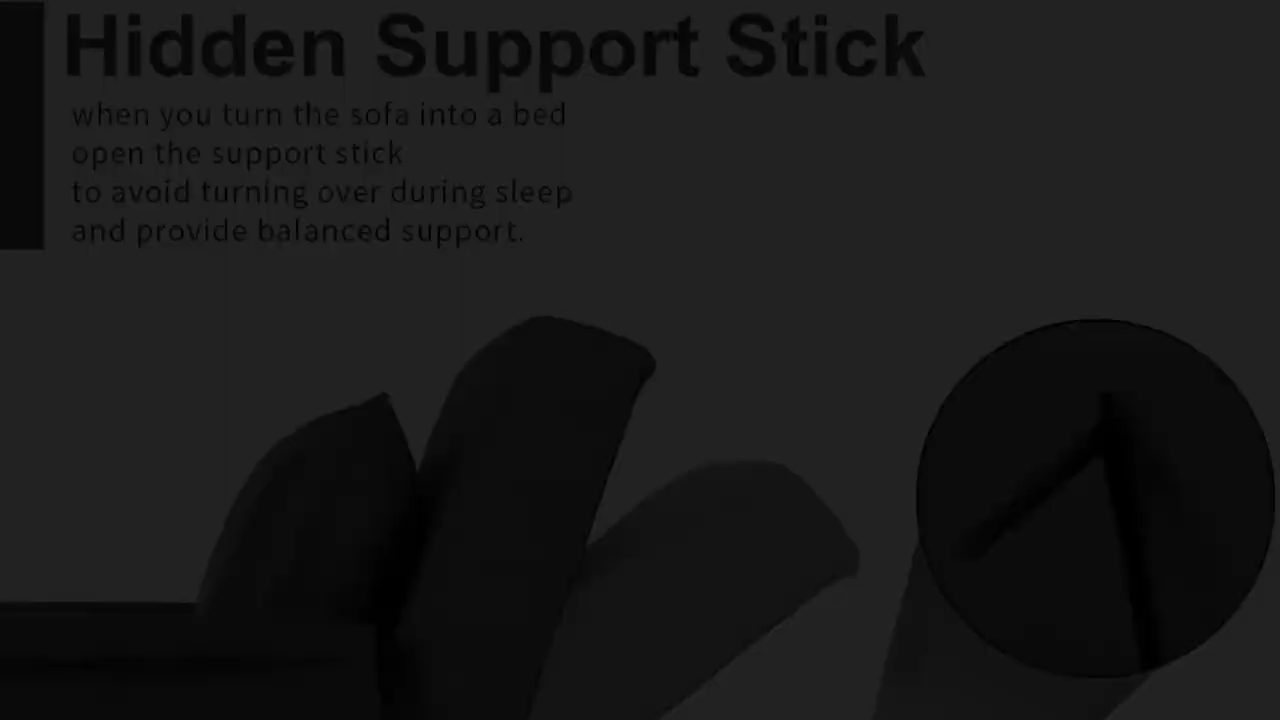 Hidden Support Stick
when you turn the sofa into a bed
open the support stick
to avoid turning over during sleep
and provide balanced support.